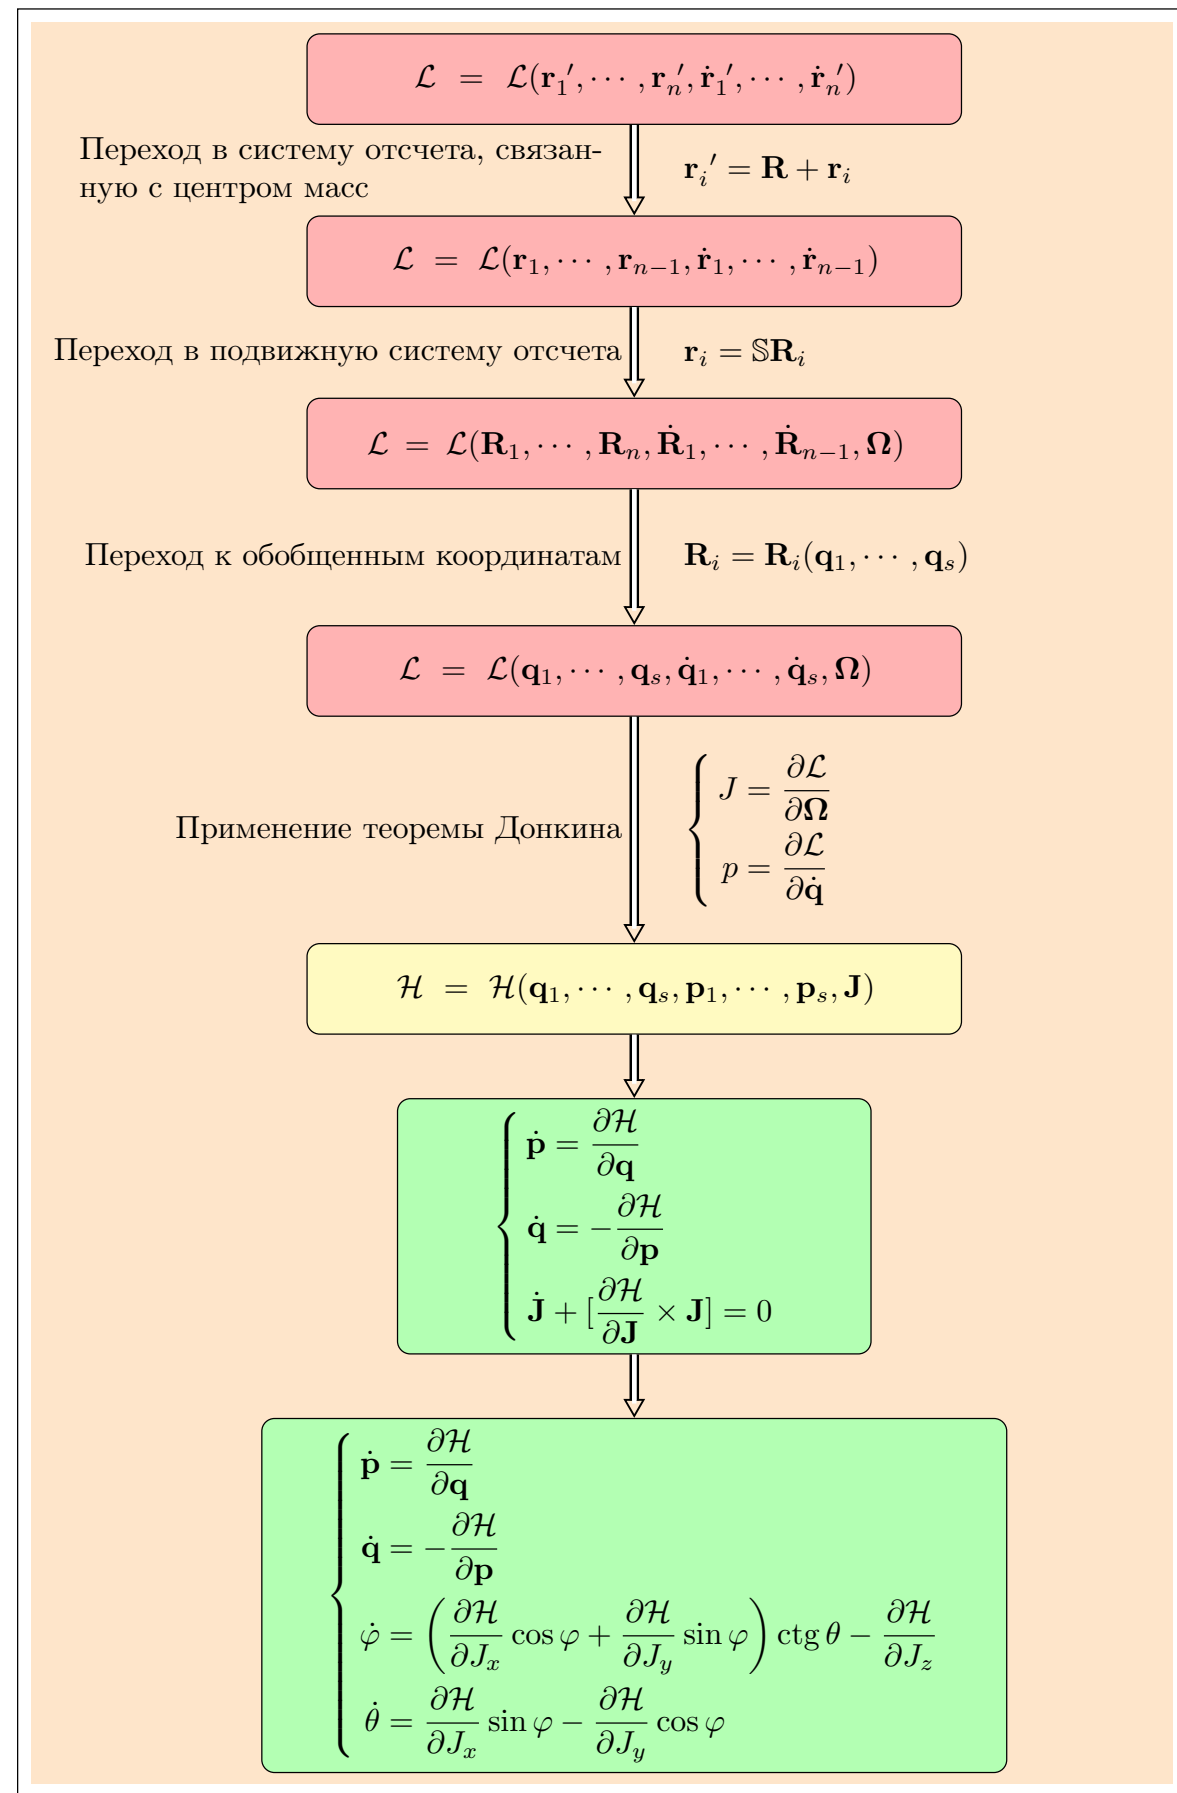 ℒ = ℒ(r₁′, ⋯ , rₙ′, ṙ₁′, ⋯ , ṙₙ′)
Переход в систему отсчета, связан-
ную с центром масс
rᵢ′ = R + rᵢ
ℒ = ℒ(r₁, ⋯ , rₙ₋₁, ṙ₁, ⋯ , ṙₙ₋₁)
Переход в подвижную систему отсчета
rᵢ = 𝕊Rᵢ
ℒ = ℒ(R₁, ⋯ , Rₙ, Ṙ₁, ⋯ , Ṙₙ₋₁, Ω)
Переход к обобщенным координатам
Rᵢ = Rᵢ(q₁, ⋯ , qₛ)
ℒ = ℒ(q₁, ⋯ , qₛ, q̇₁, ⋯ , q̇ₛ, Ω)
Применение теоремы Донкина
J = ∂ℒ/∂Ω
p = ∂ℒ/∂q̇
ℋ = ℋ(q₁, ⋯ , qₛ, p₁, ⋯ , pₛ, J)
ṗ = ∂ℋ/∂q
q̇ = −∂ℋ/∂p
J̇ + [∂ℋ/∂J × J] = 0
ṗ = ∂ℋ/∂q
q̇ = −∂ℋ/∂p
φ̇ = (∂ℋ/∂Jₓ cos φ + ∂ℋ/∂J_y sin φ) ctg θ − ∂ℋ/∂J_z
θ̇ = ∂ℋ/∂Jₓ sin φ − ∂ℋ/∂J_y cos φ